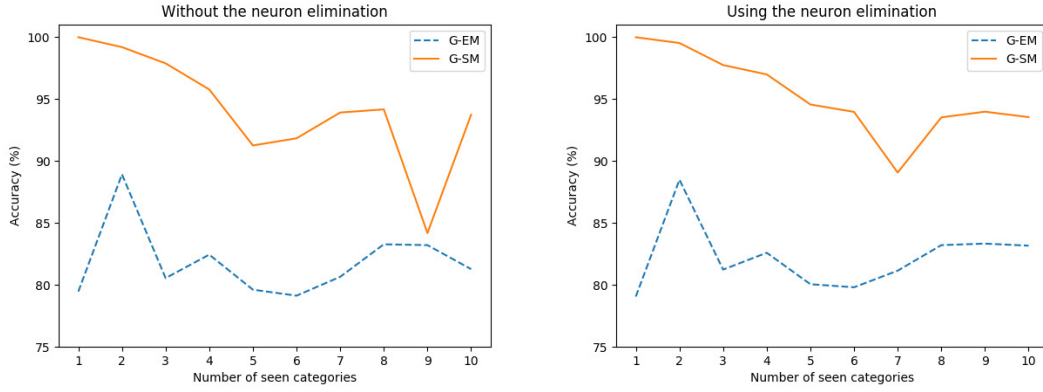 Without the neuron elimination
100
95
90
85
80
75
Accuracy (%)
G-EM
G-SM
1 2 3 4 5 6 7 8 9 10
Number of seen categories
Using the neuron elimination
100
95
90
85
80
75
Accuracy (%)
G-EM
G-SM
1 2 3 4 5 6 7 8 9 10
Number of seen categories